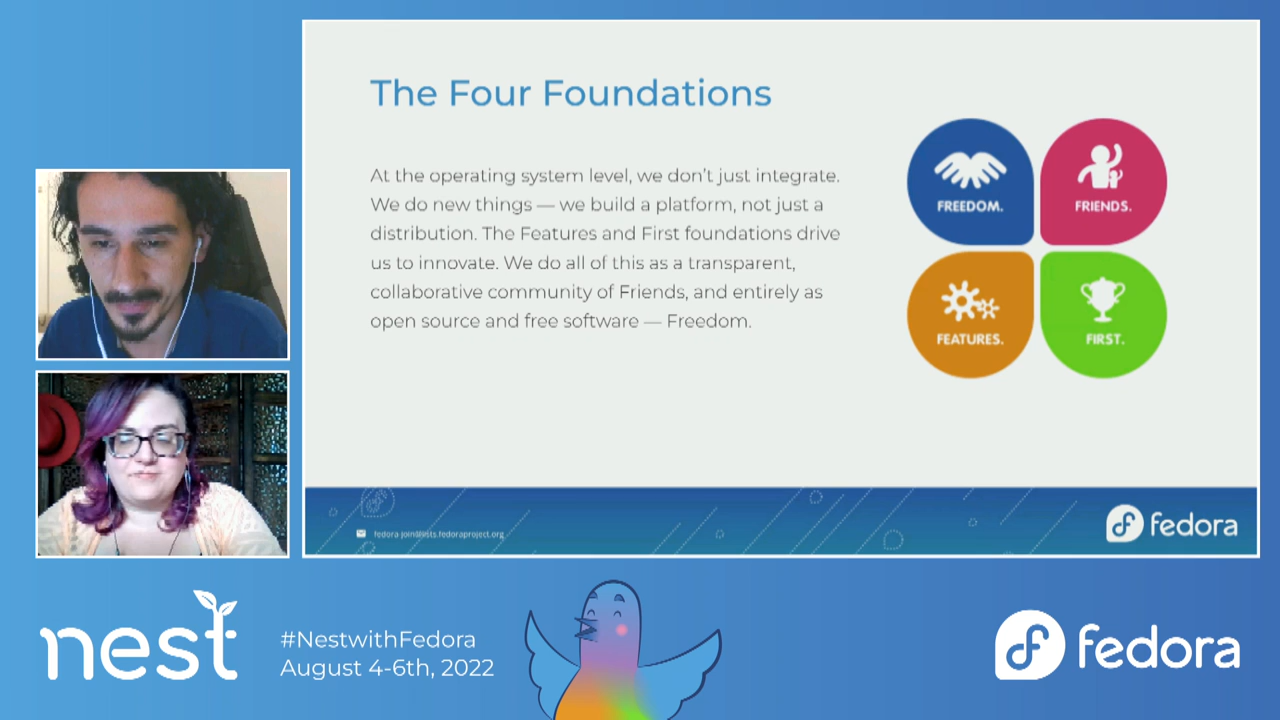 The Four Foundations
At the operating system level, we don't just integrate.
We do new things — we build a platform, not just a
distribution. The Features and First foundations drive
us to innovate. We do all of this as a transparent,
collaborative community of Friends, and entirely as
open source and free software — Freedom.
FREEDOM.
FRIENDS.
FEATURES.
FIRST.
fedora-join@lists.fedoraproject.org
fedora
nest
#NestwithFedora
August 4-6th, 2022
fedora